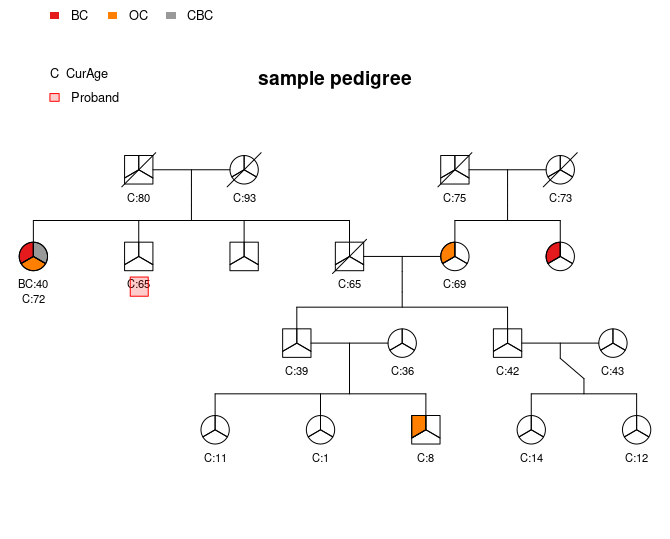 BC OC CBC
C CurAge
Proband
sample pedigree
C:80 C:93 C:75 C:73
BC:40 C:65 C:65 C:69
C:72
C:39 C:36 C:42 C:43
C:11 C:1 C:8 C:14 C:12